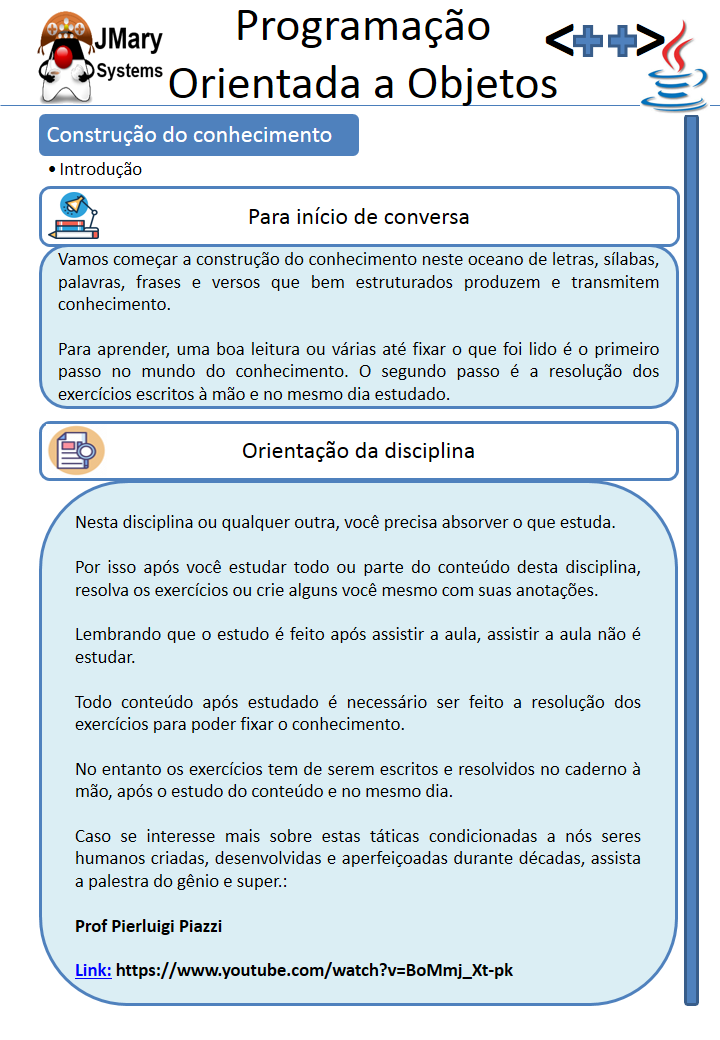 JMary
Systems
Programação
Orientada a Objetos
<++>
Construção do conhecimento
• Introdução
Para início de conversa
Vamos começar a construção do conhecimento neste oceano de letras, sílabas,
palavras, frases e versos que bem estruturados produzem e transmitem
conhecimento.
Para aprender, uma boa leitura ou várias até fixar o que foi lido é o primeiro
passo no mundo do conhecimento. O segundo passo é a resolução dos
exercícios escritos à mão e no mesmo dia estudado.
Orientação da disciplina
Nesta disciplina ou qualquer outra, você precisa absorver o que estuda.
Por isso após você estudar todo ou parte do conteúdo desta disciplina,
resolva os exercícios ou crie alguns você mesmo com suas anotações.
Lembrando que o estudo é feito após assistir a aula, assistir a aula não é
estudar.
Todo conteúdo após estudado é necessário ser feito a resolução dos
exercícios para poder fixar o conhecimento.
No entanto os exercícios tem de serem escritos e resolvidos no caderno à
mão, após o estudo do conteúdo e no mesmo dia.
Caso se interesse mais sobre estas táticas condicionadas a nós seres
humanos criadas, desenvolvidas e aperfeiçoadas durante décadas, assista
a palestra do gênio e super.:
Prof Pierluigi Piazzi
Link: https://www.youtube.com/watch?v=BoMmj_Xt-pk